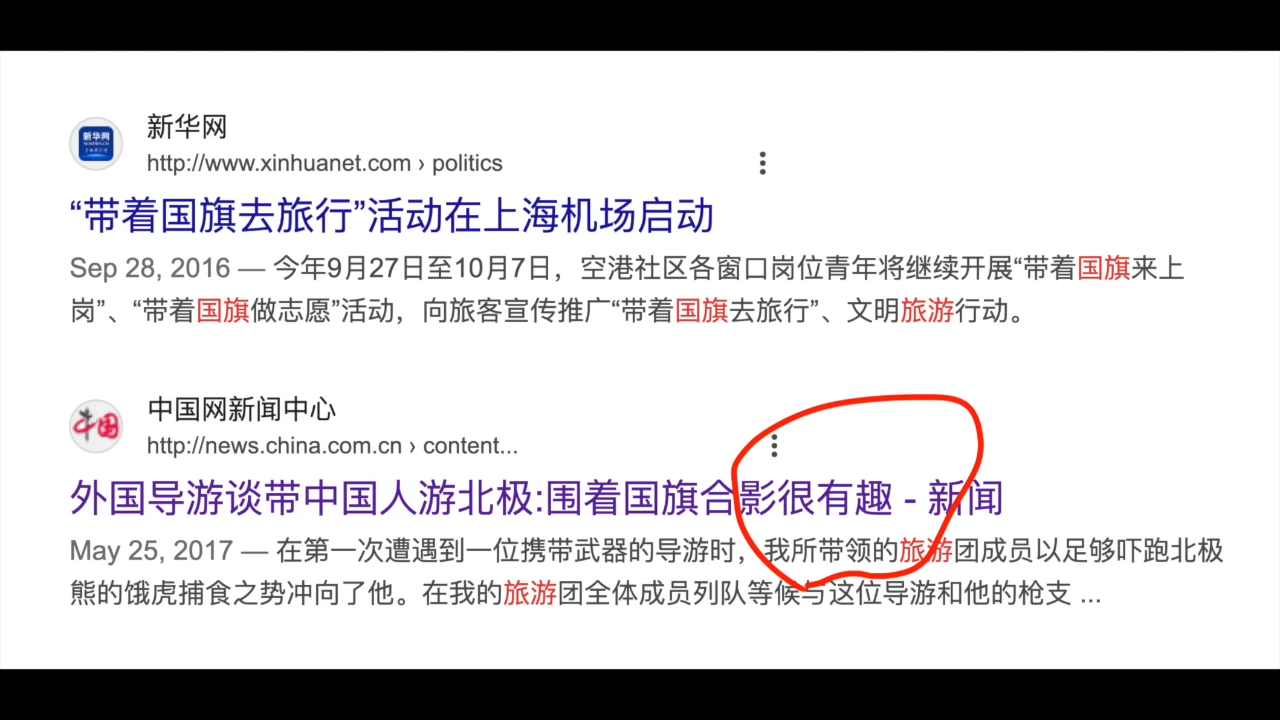 新华网
http://www.xinhuanet.com › politics
“带着国旗去旅行”活动在上海机场启动
Sep 28, 2016 — 今年9月27日至10月7日，空港社区各窗口岗位青年将继续开展“带着国旗来上
岗”、“带着国旗做志愿”活动，向旅客宣传推广“带着国旗去旅行”、文明旅游行动。
中国网新闻中心
http://news.china.com.cn › content...
外国导游谈带中国人游北极:围着国旗合影很有趣 - 新闻
May 25, 2017 — 在第一次遭遇到一位携带武器的导游时，我所带领的旅游团成员以足够吓跑北极
熊的饿虎捕食之势冲向了他。在我的旅游团全体成员列队等候与这位导游和他的枪支 ...